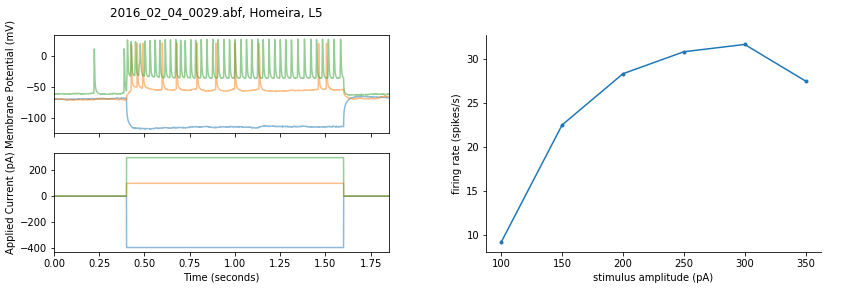 2016_02_04_0029.abf, Homeira, L5
Membrane Potential (mV)
0
−50
−100
Applied Current (pA)
200
0
−200
−400
0.00 0.25 0.50 0.75 1.00 1.25 1.50 1.75
Time (seconds)
firing rate (spikes/s)
30
25
20
15
10
100 150 200 250 300 350
stimulus amplitude (pA)